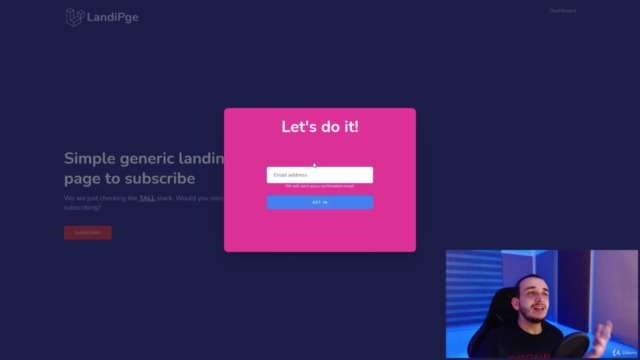 LandiPge
Dashboard
Let's do it!
Simple generic landin
page to subscribe
Email address
We will send you a confirmation email.
We are just checking the TALL stack. Would you min
subscribing?
GET IN
SUBSCRIBE